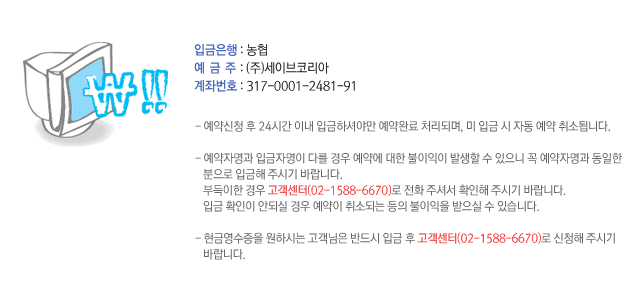 ₩!!
입금은행 : 농협
예 금 주 : (주)세이브코리아
계좌번호 : 317-0001-2481-91
- 예약신청 후 24시간 이내 입금하셔야만 예약완료 처리되며, 미 입금 시 자동 예약 취소됩니다.
- 예약자명과 입금자명이 다를 경우 예약에 대한 불이익이 발생할 수 있으니 꼭 예약자명과 동일한
분으로 입금해 주시기 바랍니다.
부득이한 경우 고객센터(02-1588-6670)로 전화 주셔서 확인해 주시기 바랍니다.
입금 확인이 안되실 경우 예약이 취소되는 등의 불이익을 받으실 수 있습니다.
- 현금영수증을 원하시는 고객님은 반드시 입금 후 고객센터(02-1588-6670)로 신청해 주시기
바랍니다.